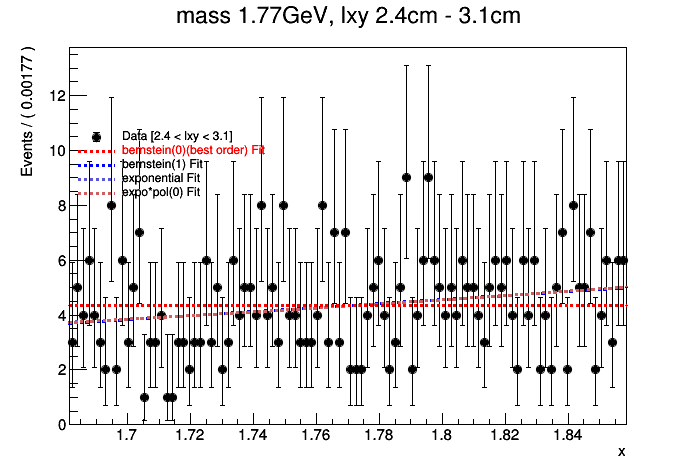 mass 1.77GeV, lxy 2.4cm - 3.1cm
Events / ( 0.00177 )
12
10
8
6
4
2
0
Data [2.4 < lxy < 3.1]
bernstein(0)(best order) Fit
bernstein(1) Fit
exponential Fit
expo*pol(0) Fit
1.7 1.72 1.74 1.76 1.78 1.8 1.82 1.84
x